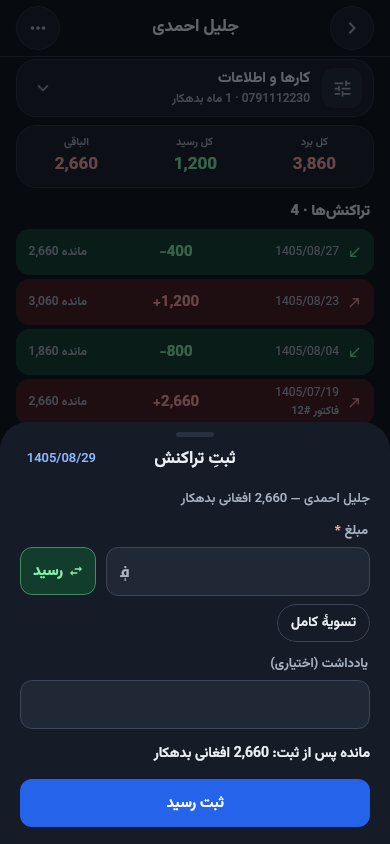 جلیل احمدی
کارها و اطلاعات
0791112230 · 1 ماه بدهکار
کل برد
کل رسید
الباقی
3,860
1,200
2,660
تراکنش‌ها · 4
1405/08/27
−400
مانده 2,660
1405/08/23
+1,200
مانده 3,060
1405/08/04
−800
مانده 1,860
1405/07/19
فاکتور #12
+2,660
مانده 2,660
ثبتِ تراکنش
1405/08/29
جلیل احمدی — 2,660 افغانی بدهکار
مبلغ *
؋
رسید
تسویهٔ کامل
یادداشت (اختیاری)
مانده پس از ثبت: 2,660 افغانی بدهکار
ثبت رسید